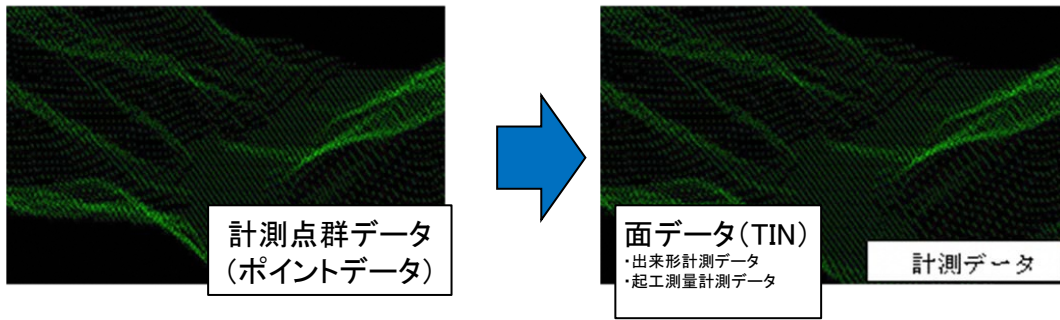 計測点群データ
（ポイントデータ）
面データ（TIN）
・出来形計測データ
・起工測量計測データ
計測データ